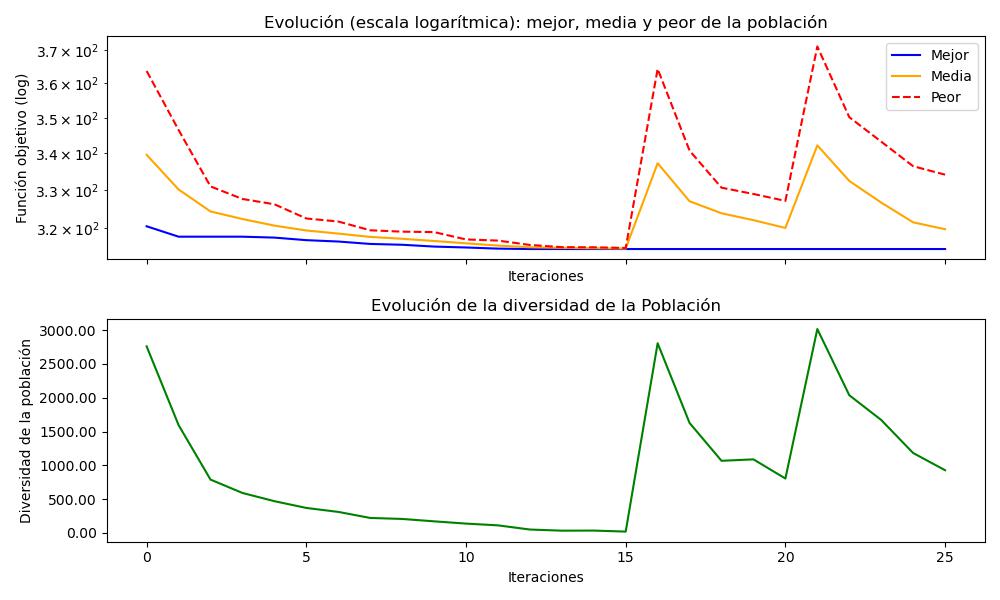 Evolución (escala logarítmica): mejor, media y peor de la población
Función objetivo (log)
3.7 × 10²
3.6 × 10²
3.5 × 10²
3.4 × 10²
3.3 × 10²
3.2 × 10²
Mejor
Media
Peor
Iteraciones
Evolución de la diversidad de la Población
Diversidad de la población
3000.00
2500.00
2000.00
1500.00
1000.00
500.00
0.00
0 5 10 15 20 25
Iteraciones